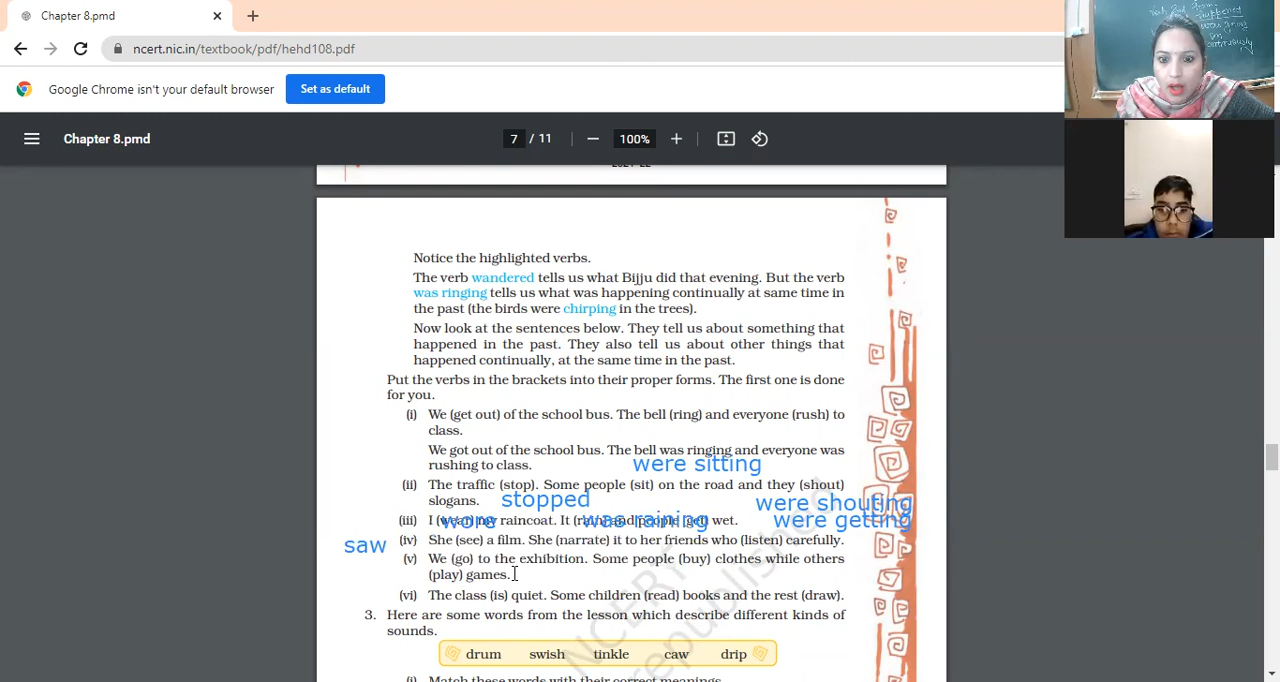 Chapter 8.pmd
ncert.nic.in/textbook/pdf/hehd108.pdf
Google Chrome isn't your default browser
Set as default
Chapter 8.pmd
7 / 11
100%
2021-22
Notice the highlighted verbs.
The verb wandered tells us what Bijju did that evening. But the verb
was ringing tells us what was happening continually at same time in
the past (the birds were chirping in the trees).
Now look at the sentences below. They tell us about something that
happened in the past. They also tell us about other things that
happened continually, at the same time in the past.
Put the verbs in the brackets into their proper forms. The first one is done
for you.
(i) We (get out) of the school bus. The bell (ring) and everyone (rush) to
class.
We got out of the school bus. The bell was ringing and everyone was
rushing to class.
were sitting
(ii) The traffic (stop). Some people (sit) on the road and they (shout)
slogans.
stopped
were shouting
(iii) I (wear) my raincoat. It (rain) and people (get) wet.
wore
was raining
were getting
(iv) She (see) a film. She (narrate) it to her friends who (listen) carefully.
saw
(v) We (go) to the exhibition. Some people (buy) clothes while others
(play) games.
(vi) The class (is) quiet. Some children (read) books and the rest (draw).
3. Here are some words from the lesson which describe different kinds of
sounds.
drum swish tinkle caw drip
(i) Match these words with their correct meanings.
NCERT
republished
happened
continuously